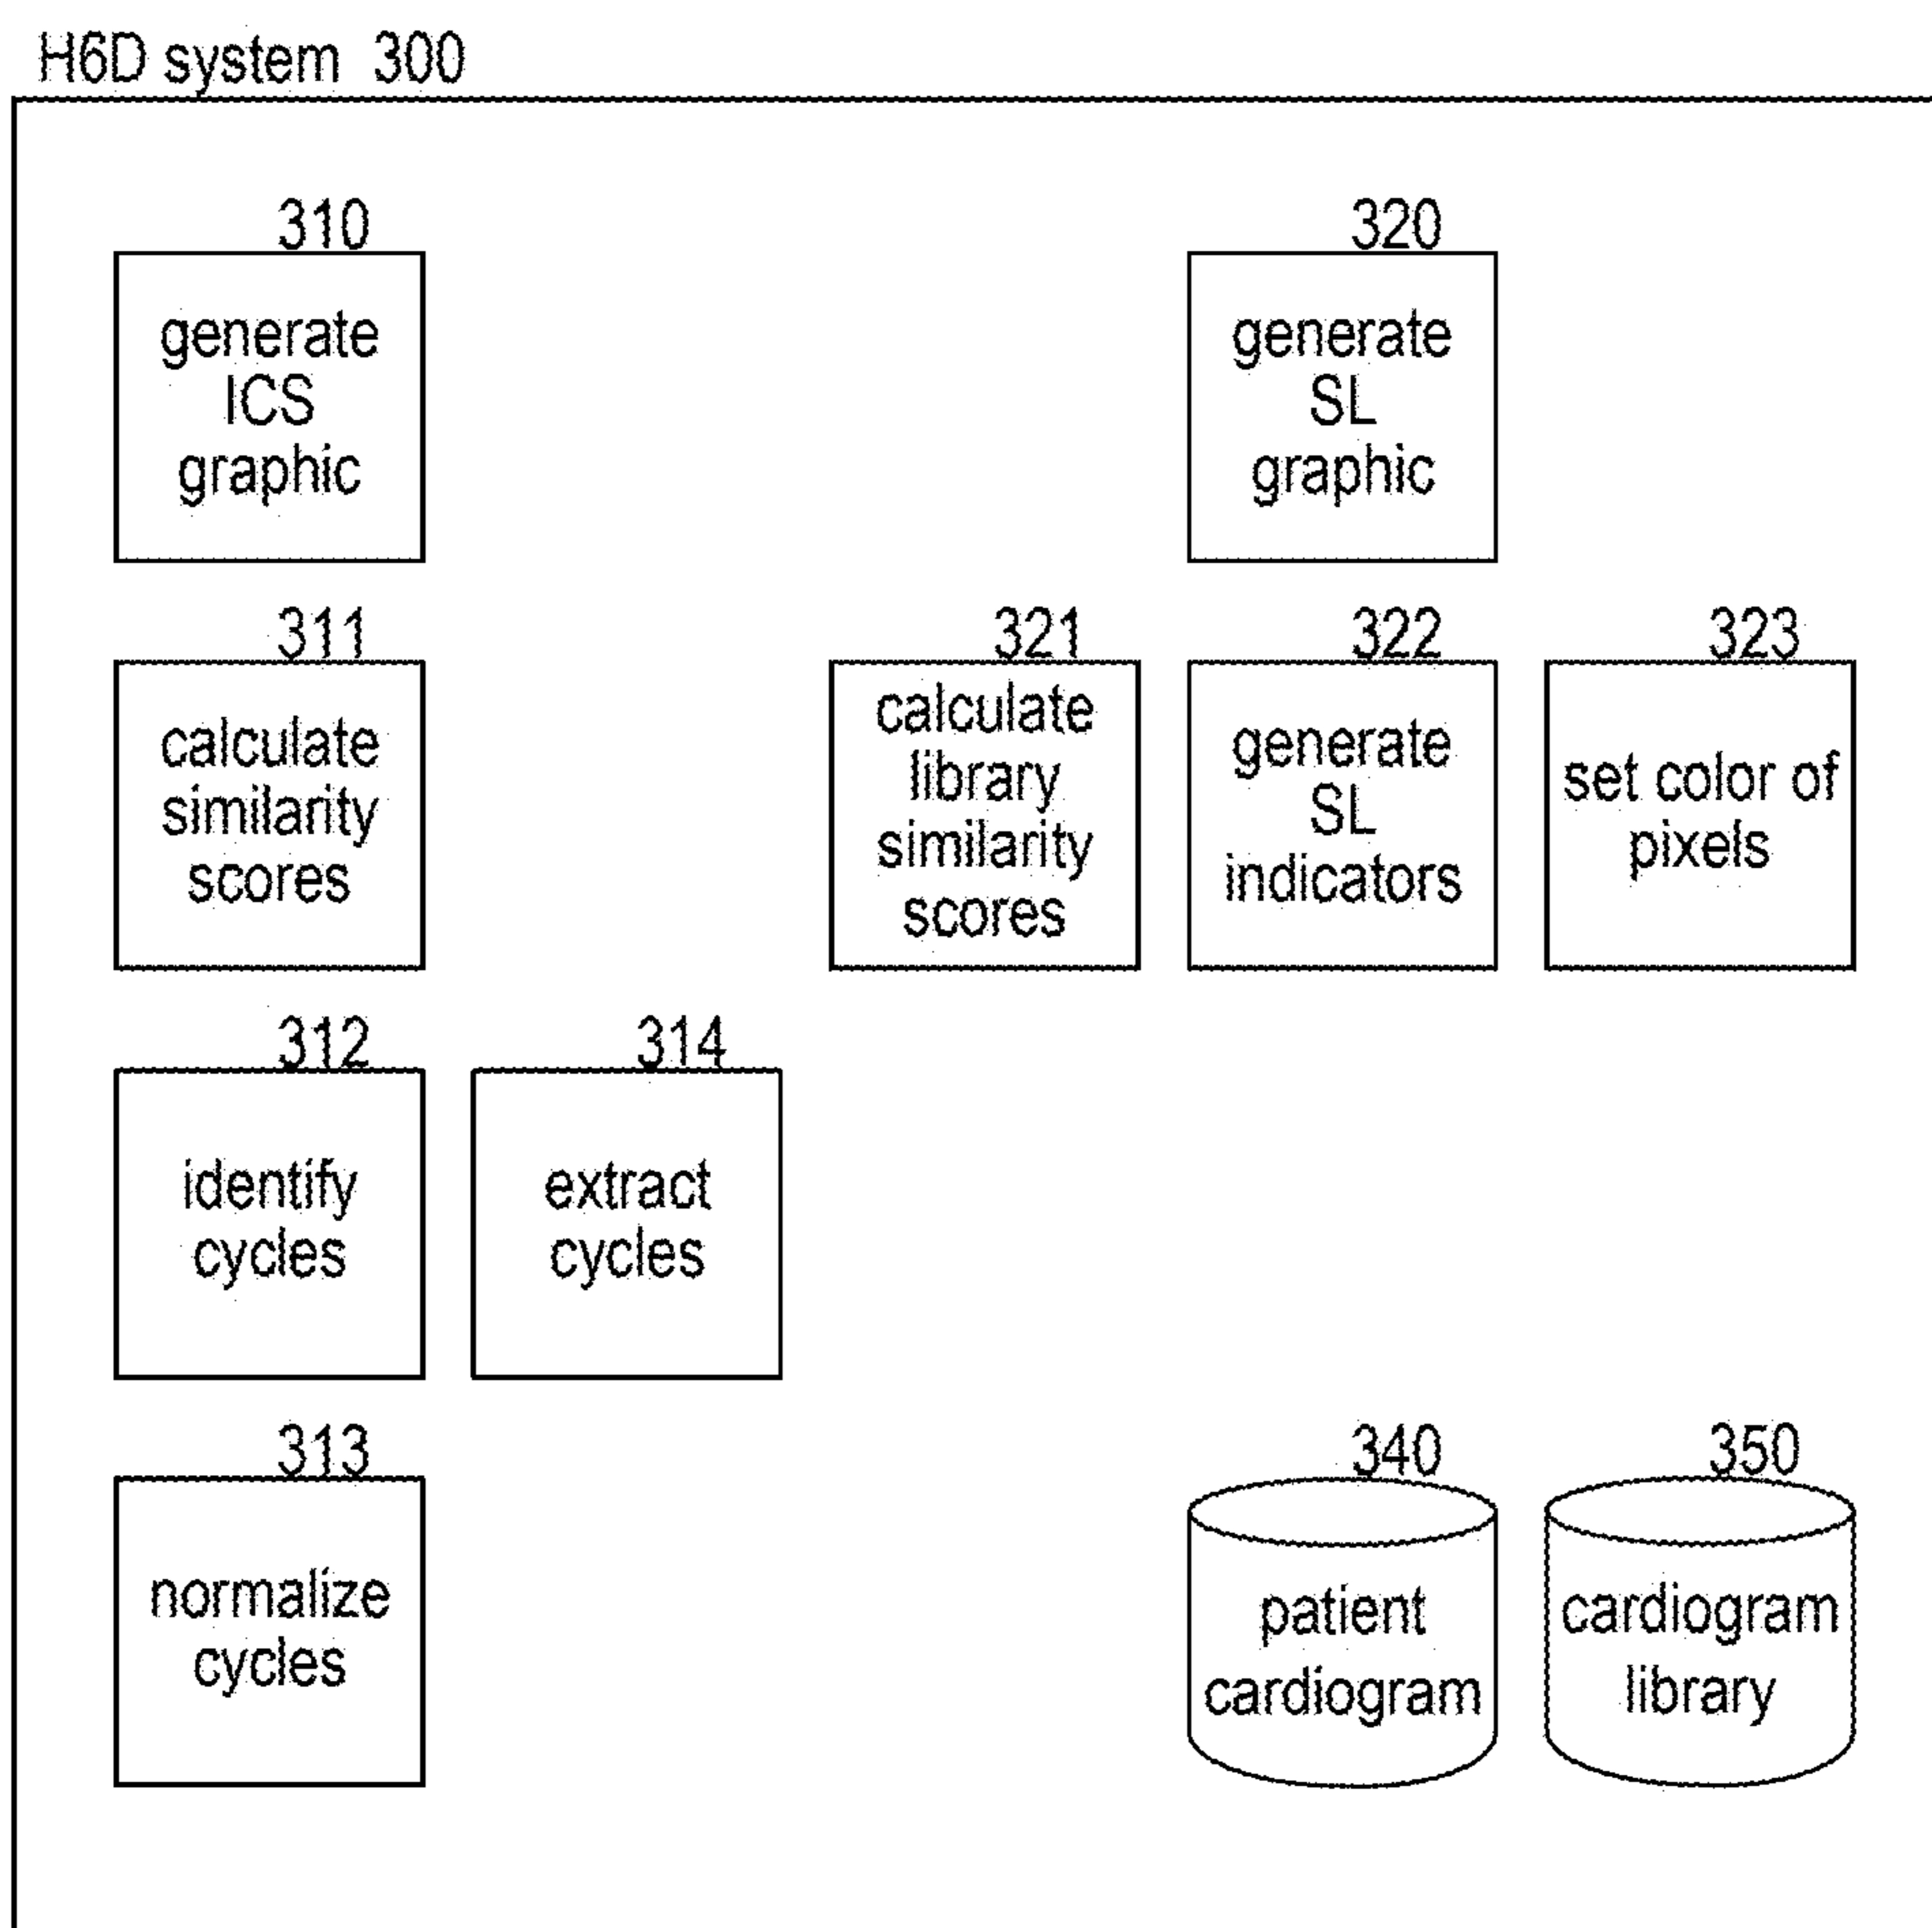 H6D system 300
310
generate
ICS
graphic
320
generate
SL
graphic
311
calculate
similarity
scores
321
calculate
library
similarity
scores
322
generate
SL
indicators
323
set color of
pixels
312
identify
cycles
314
extract
cycles
313
normalize
cycles
340
patient
cardiogram
350
cardiogram
library